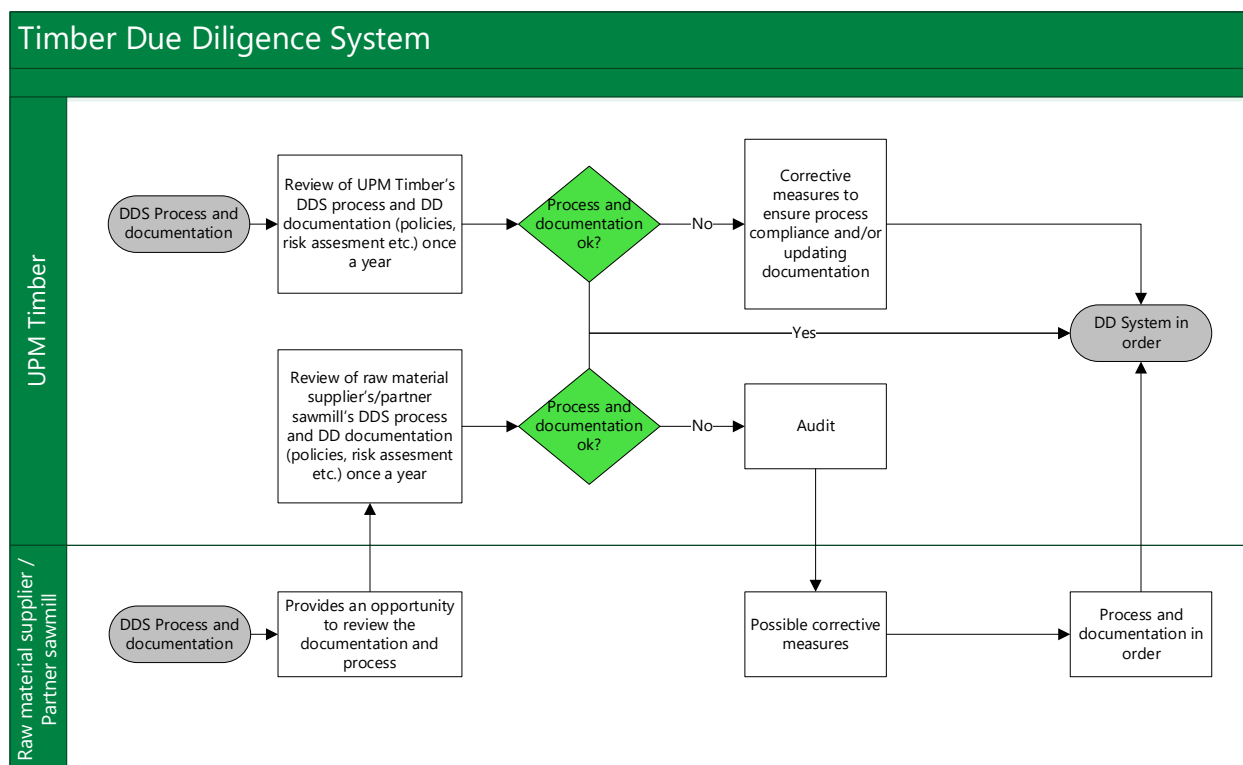 Timber Due Diligence System
UPM Timber
DDS Process and
documentation
Review of UPM Timber's
DDS process and DD
documentation (policies,
risk assesment etc.) once
a year
Process and
documentation
ok?
No
Corrective
measures to
ensure process
compliance and/or
updating
documentation
Yes
DD System in
order
Review of raw material
supplier's/partner
sawmill's DDS process
and DD documentation
(policies, risk assesment
etc.) once a year
Process and
documentation
ok?
No
Audit
Raw material supplier /
Partner sawmill
DDS Process and
documentation
Provides an opportunity
to review the
documentation and
process
Possible corrective
measures
Process and
documentation in
order